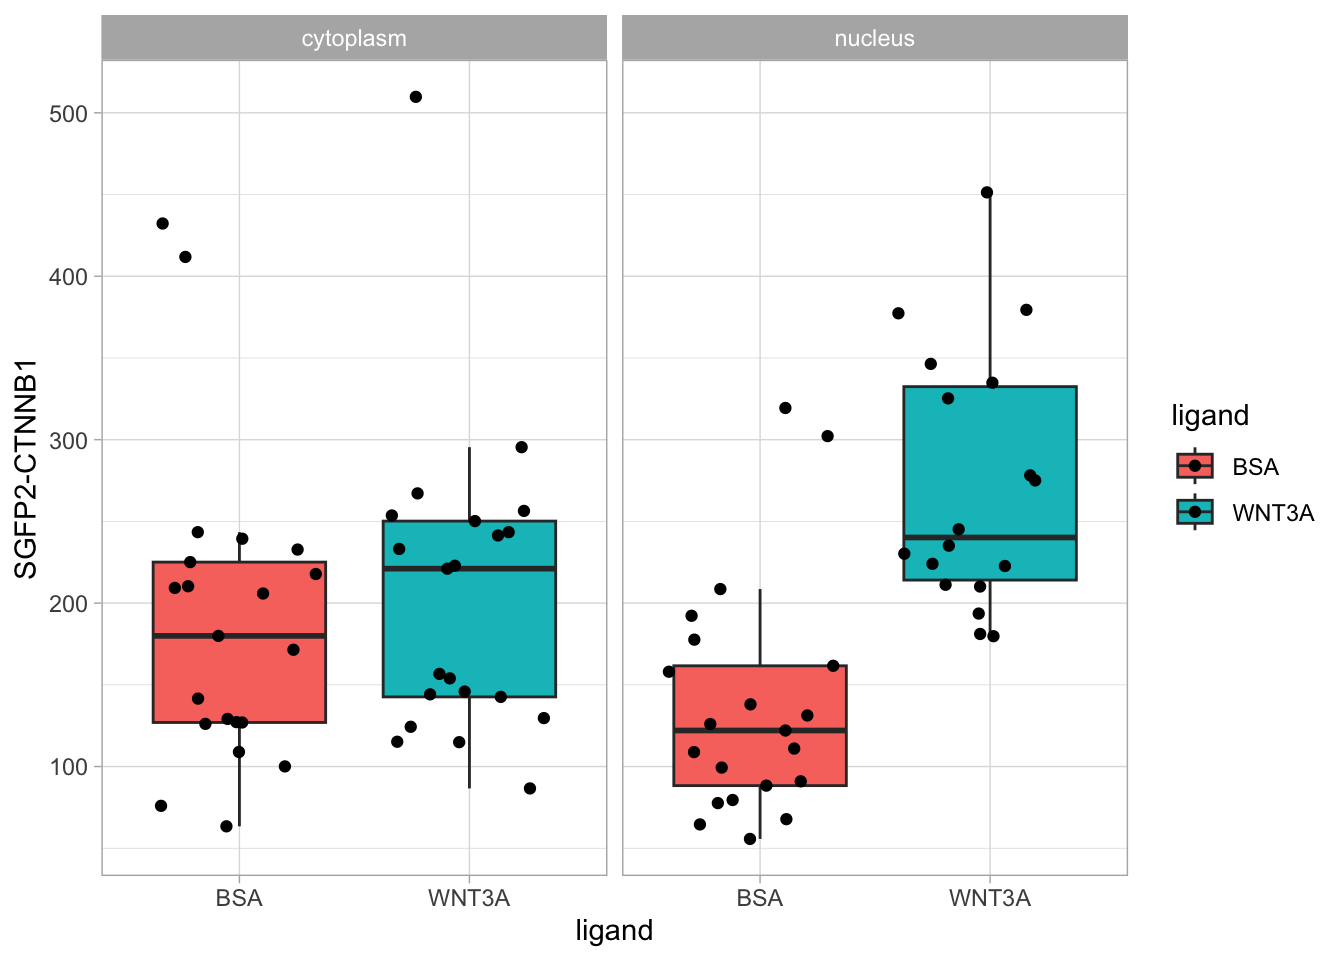 cytoplasm
nucleus
500
400
300
200
100
SGFP2-CTNNB1
BSA
WNT3A
BSA
WNT3A
ligand
ligand
BSA
WNT3A